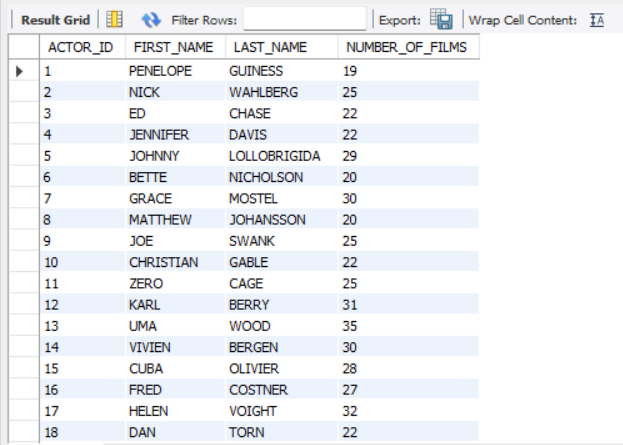 Result Grid Filter Rows: Export: Wrap Cell Content: IA
ACTOR_ID FIRST_NAME LAST_NAME NUMBER_OF_FILMS
1 PENELOPE GUINESS 19
2 NICK WAHLBERG 25
3 ED CHASE 22
4 JENNIFER DAVIS 22
5 JOHNNY LOLLOBRIGIDA 29
6 BETTE NICHOLSON 20
7 GRACE MOSTEL 30
8 MATTHEW JOHANSSON 20
9 JOE SWANK 25
10 CHRISTIAN GABLE 22
11 ZERO CAGE 25
12 KARL BERRY 31
13 UMA WOOD 35
14 VIVIEN BERGEN 30
15 CUBA OLIVIER 28
16 FRED COSTNER 27
17 HELEN VOIGHT 32
18 DAN TORN 22